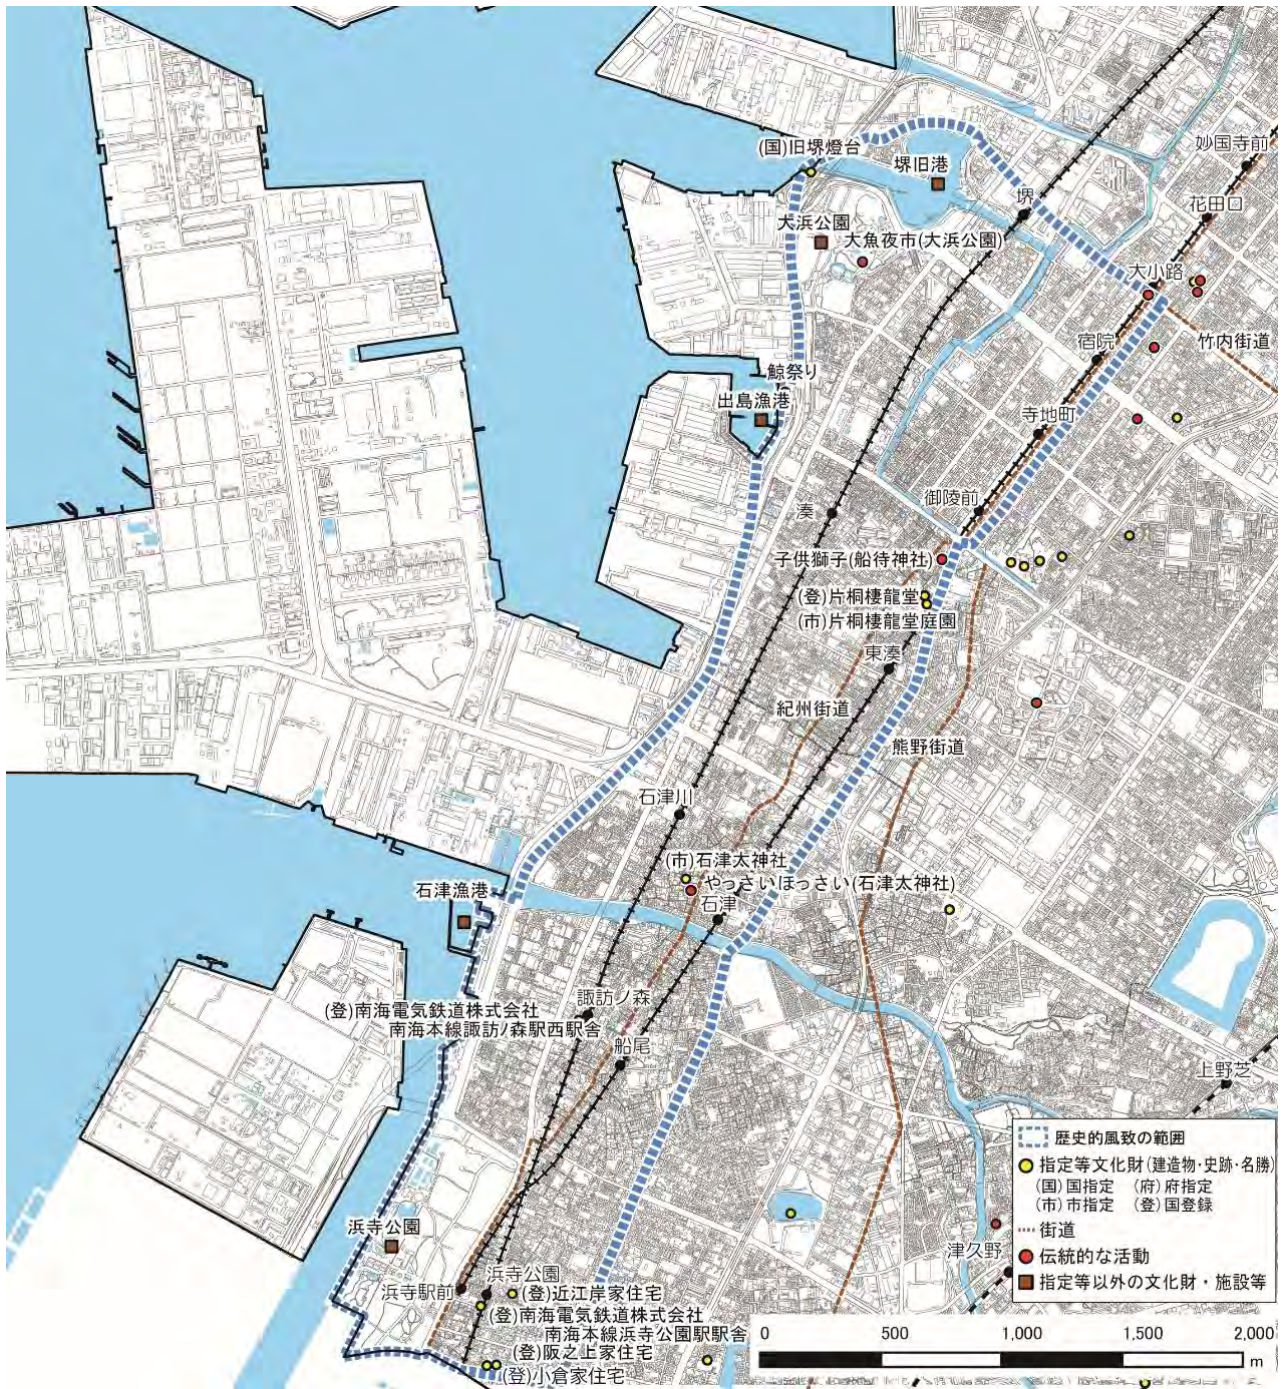 妙国寺前
(国)旧堺燈台
堺旧港
堺
花田口
大浜公園
大魚夜市(大浜公園)
大小路
宿院
竹内街道
鯨祭り
出島漁港
寺地町
湊
御陵前
子供獅子(船待神社)
(登)片桐棲龍堂
(市)片桐棲龍堂庭園
東湊
紀州街道
熊野街道
石津川
(市)石津太神社
やっさいほっさい(石津太神社)
石津漁港
石津
諏訪ノ森
(登)南海電気鉄道株式会社
南海本線諏訪ノ森駅西駅舎
船尾
上野芝
歴史的風致の範囲
指定等文化財(建造物・史跡・名勝)
(国)国指定 (府)府指定
(市)市指定 (登)国登録
街道
伝統的な活動
指定等以外の文化財・施設等
津久野
浜寺公園
浜寺公園
浜寺駅前
(登)近江岸家住宅
(登)南海電気鉄道株式会社
南海本線浜寺公園駅駅舎
(登)阪之上家住宅
(登)小倉家住宅
0 500 1,000 1,500 2,000
m